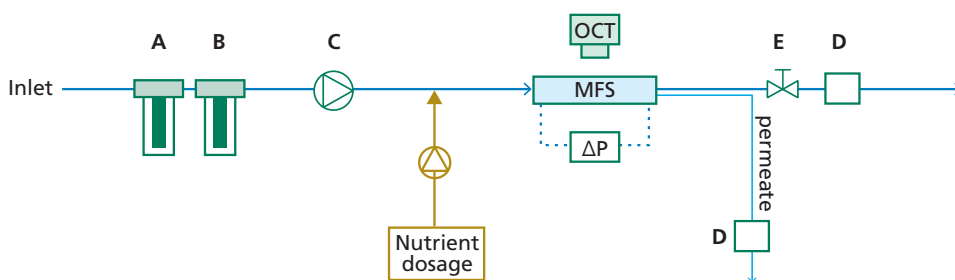 A
B
C
OCT
E
D
Inlet
MFS
ΔP
permeate
D
Nutrient
dosage